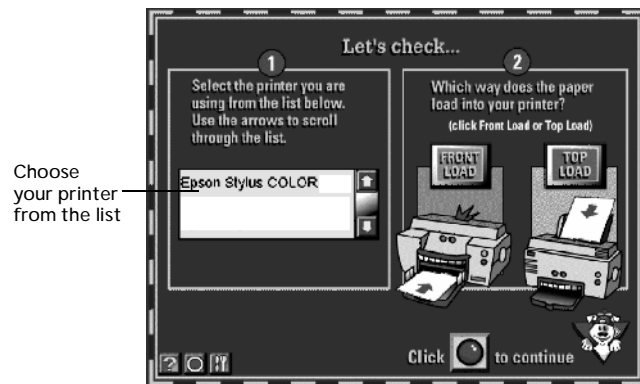 Let's check...
1
Select the printer you are
using from the list below.
Use the arrows to scroll
through the list.
Epson Stylus COLOR
Choose
your printer
from the list
2
Which way does the paper
load into your printer?
(click Front Load or Top Load)
FRONT
LOAD
TOP
LOAD
?
Click to continue